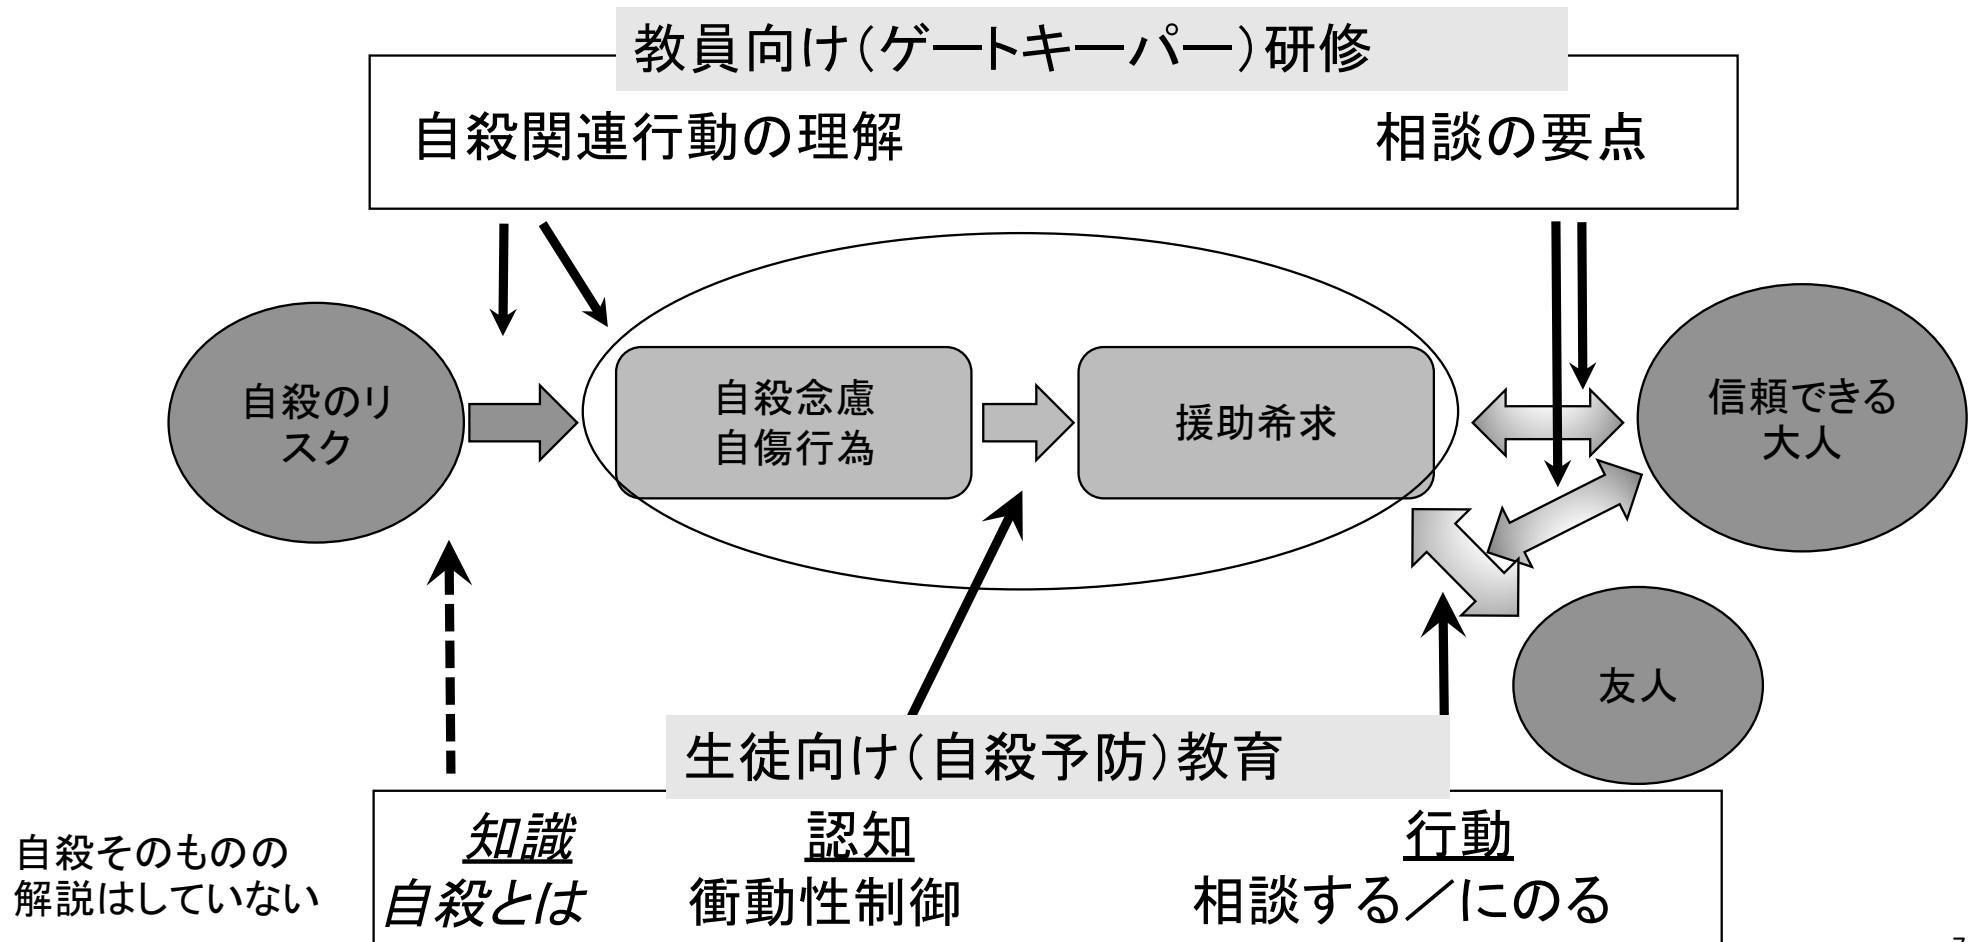 教員向け（ゲートキーパー）研修
自殺関連行動の理解
相談の要点
自殺のリ
スク
自殺念慮
自傷行為
援助希求
信頼できる
大人
友人
生徒向け（自殺予防）教育
知識
認知
行動
自殺とは
衝動性制御
相談する／にのる
自殺そのものの
解説はしていない